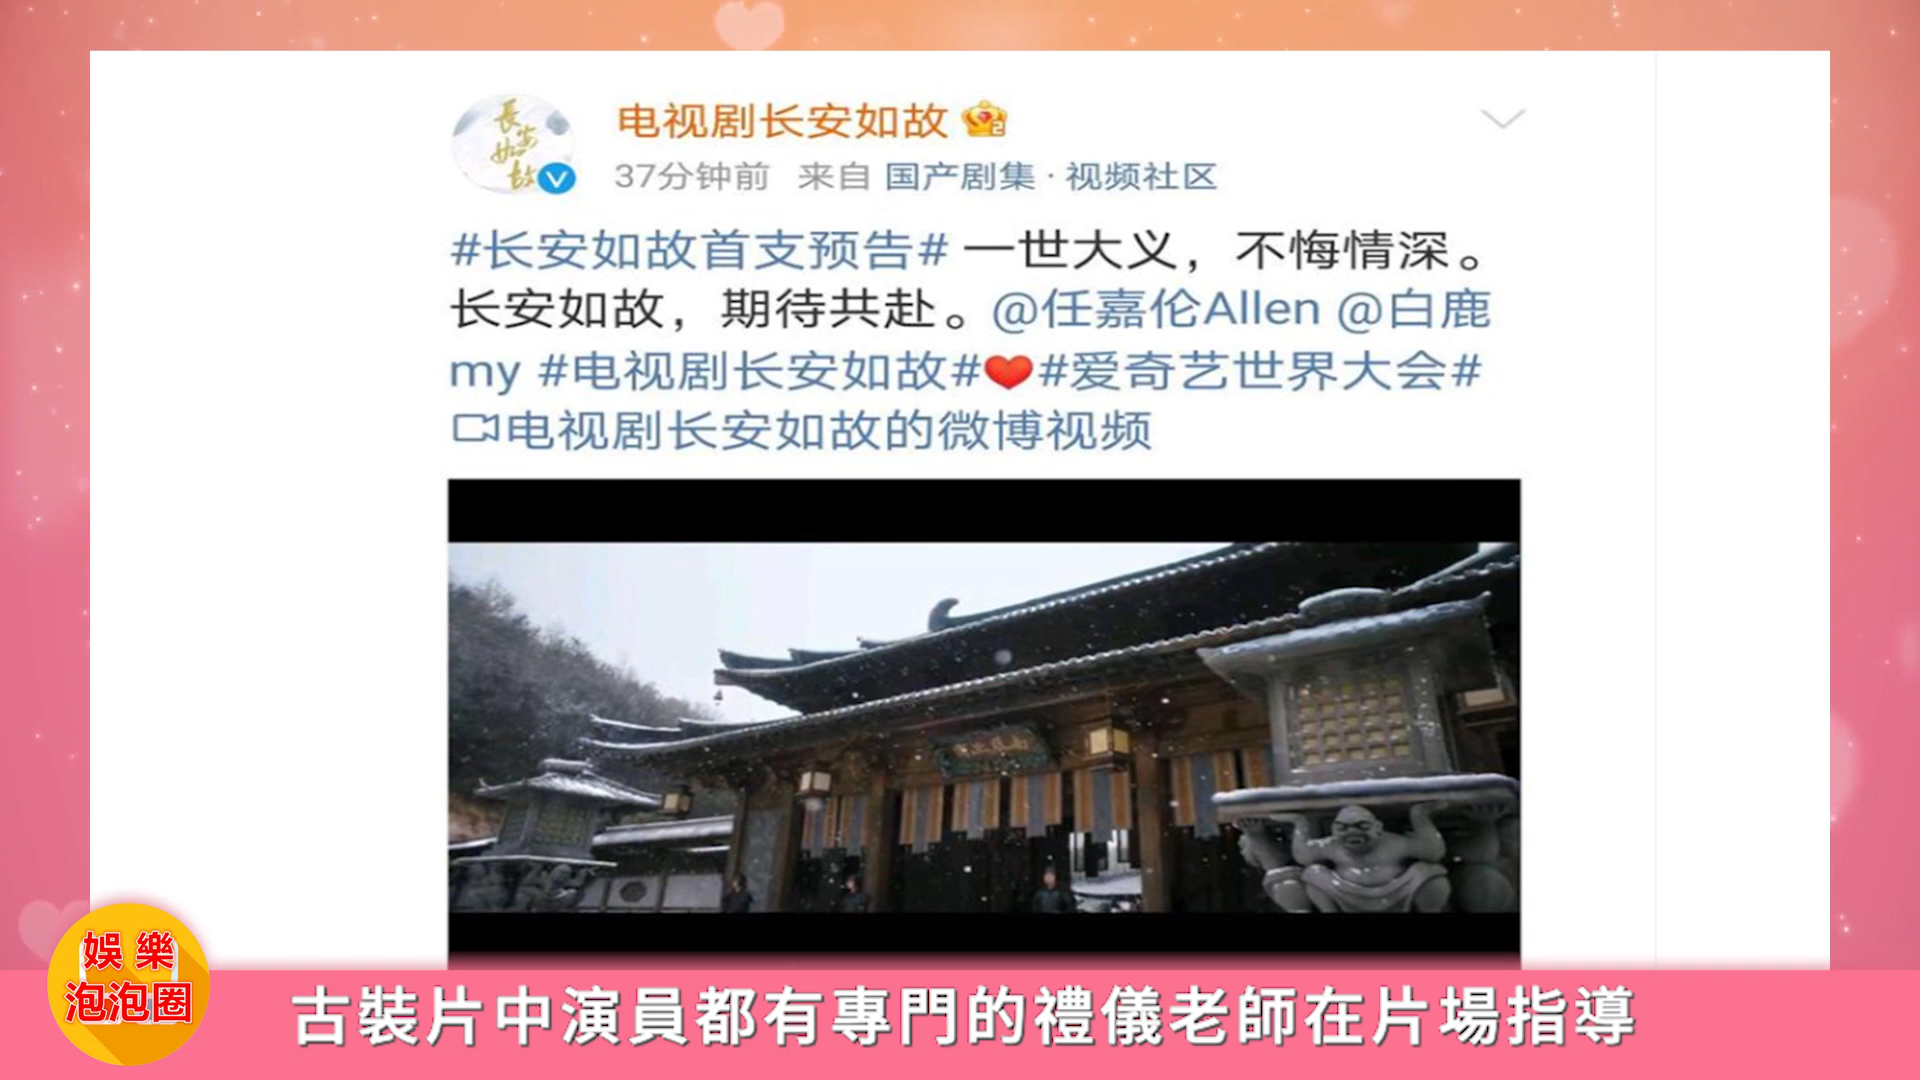 長安如故
电视剧长安如故
37分钟前 来自 国产剧集·视频社区
#长安如故首支预告# 一世大义，不悔情深。
长安如故，期待共赴。@任嘉伦Allen @白鹿
my #电视剧长安如故#❤#爱奇艺世界大会#
电视剧长安如故的微博视频
娛樂
泡泡圈
古裝片中演員都有專門的禮儀老師在片場指導